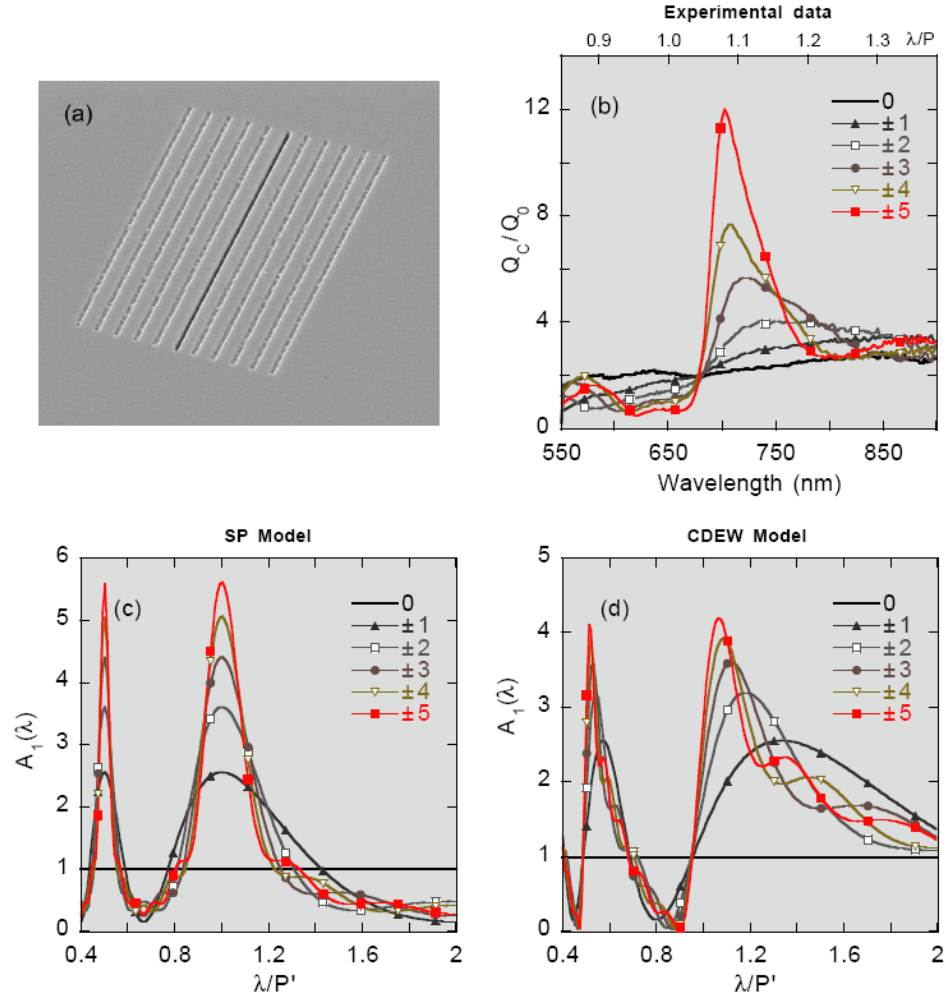 Experimental data
0.9 1.0 1.1 1.2 1.3 λ/P
(a)
(b)
12
8
4
0
Q_C/Q_0
0
±1
±2
±3
±4
±5
550 650 750 850
Wavelength (nm)
SP Model
(c)
6
5
4
3
2
1
0
A_1(λ)
0
±1
±2
±3
±4
±5
0.4 0.8 1.2 1.6 2
λ/P'
CDEW Model
(d)
5
4
3
2
1
0
A_1(λ)
0
±1
±2
±3
±4
±5
0.4 0.8 1.2 1.6 2
λ/P'